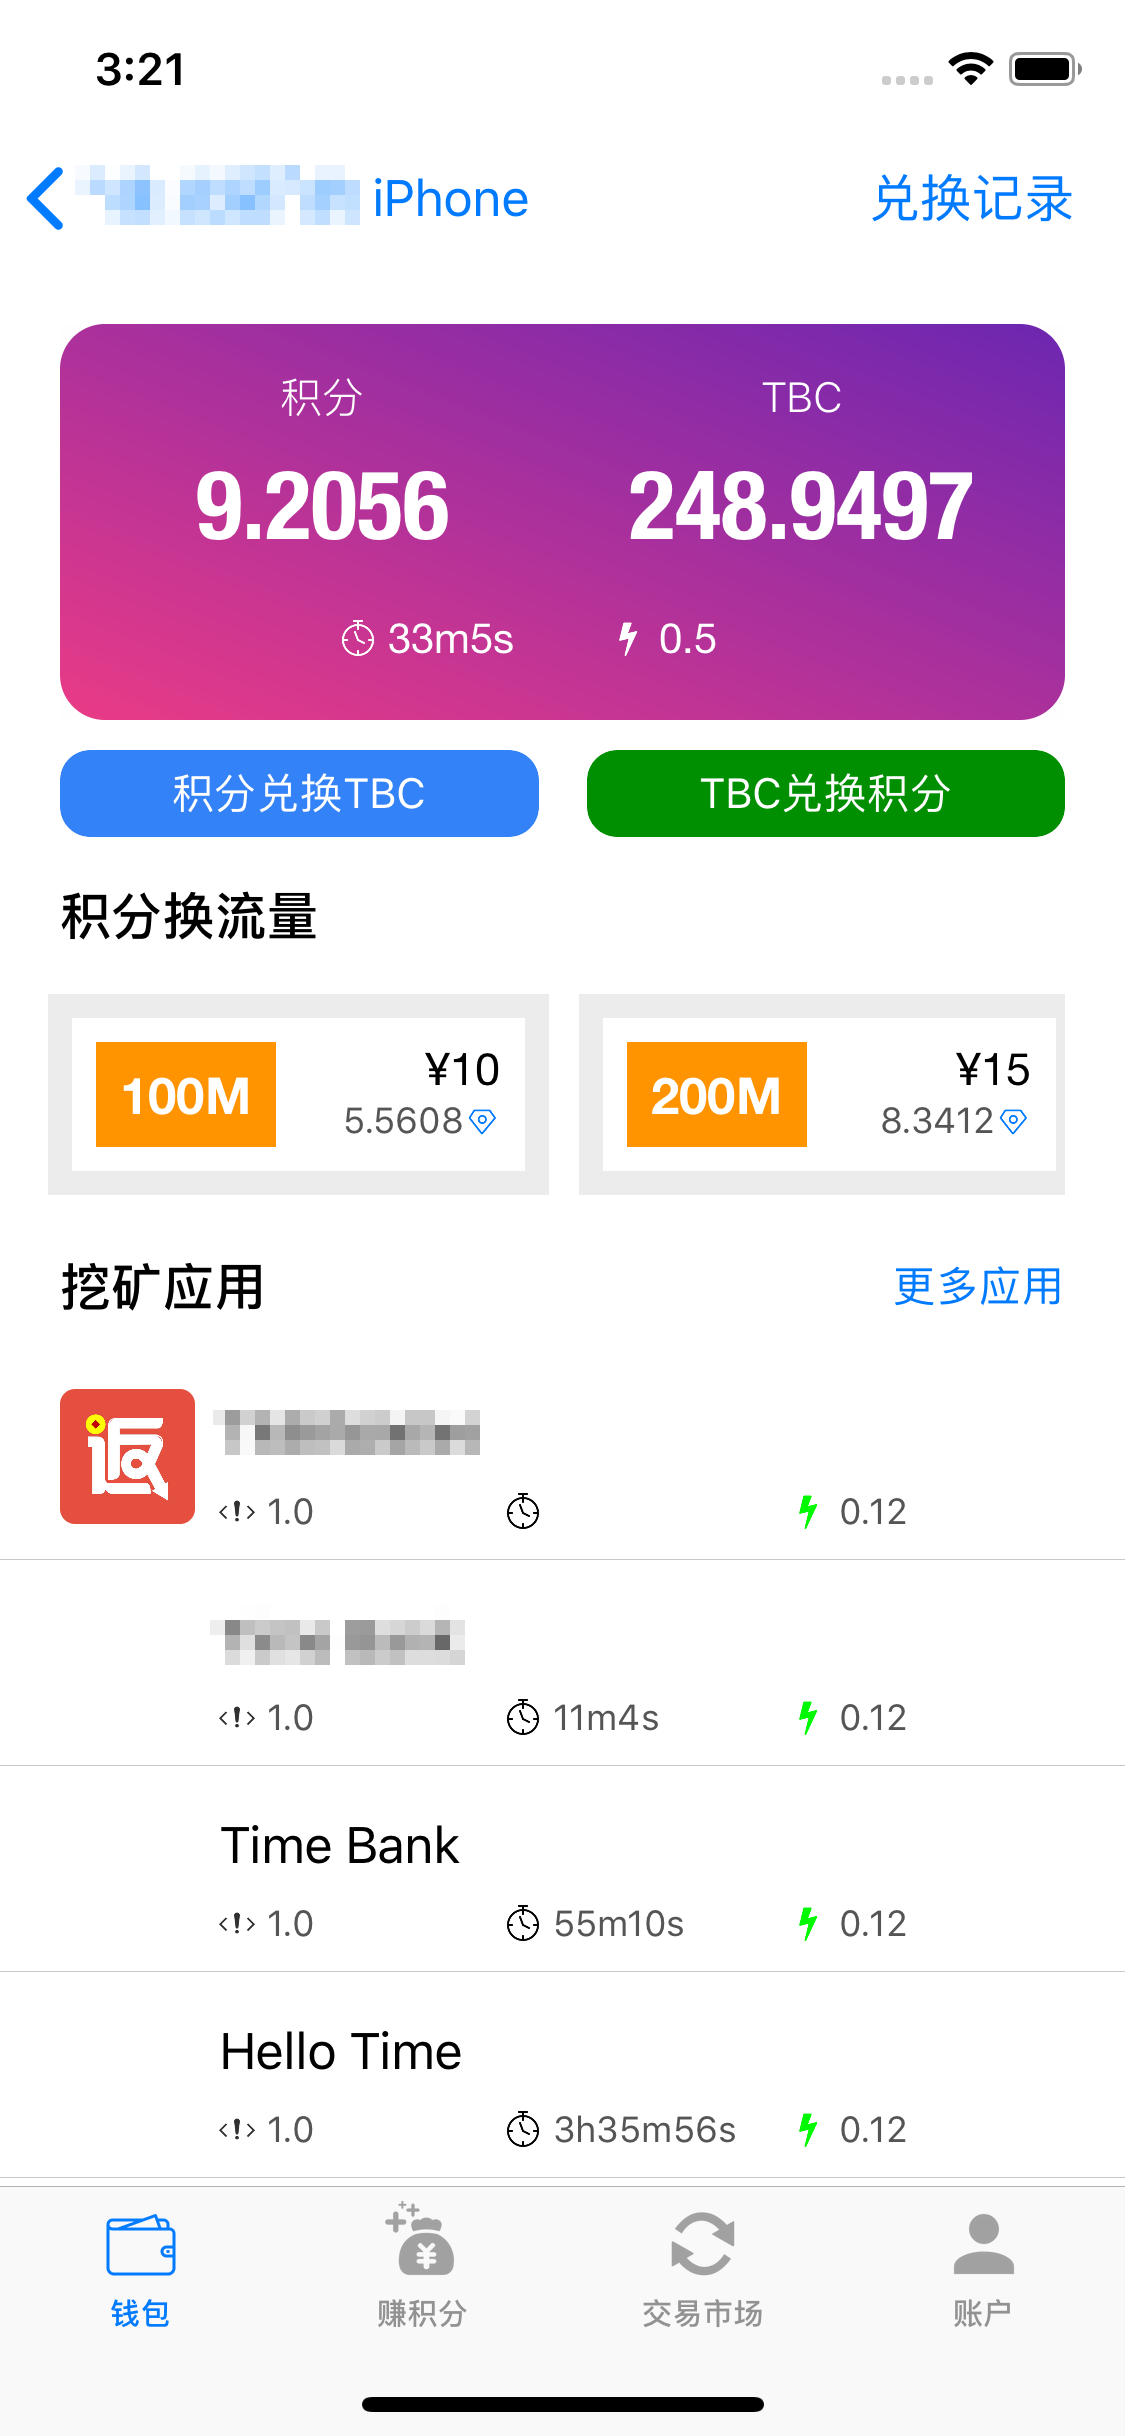 3:21
iPhone 兑换记录
积分 TBC
9.2056 248.9497
33m5s 0.5
积分兑换TBC TBC兑换积分
积分换流量
100M ¥10 200M ¥15
5.5608 8.3412
挖矿应用 更多应用
返
1.0 0.12
1.0 11m4s 0.12
Time Bank
1.0 55m10s 0.12
Hello Time
1.0 3h35m56s 0.12
钱包 赚积分 交易市场 账户